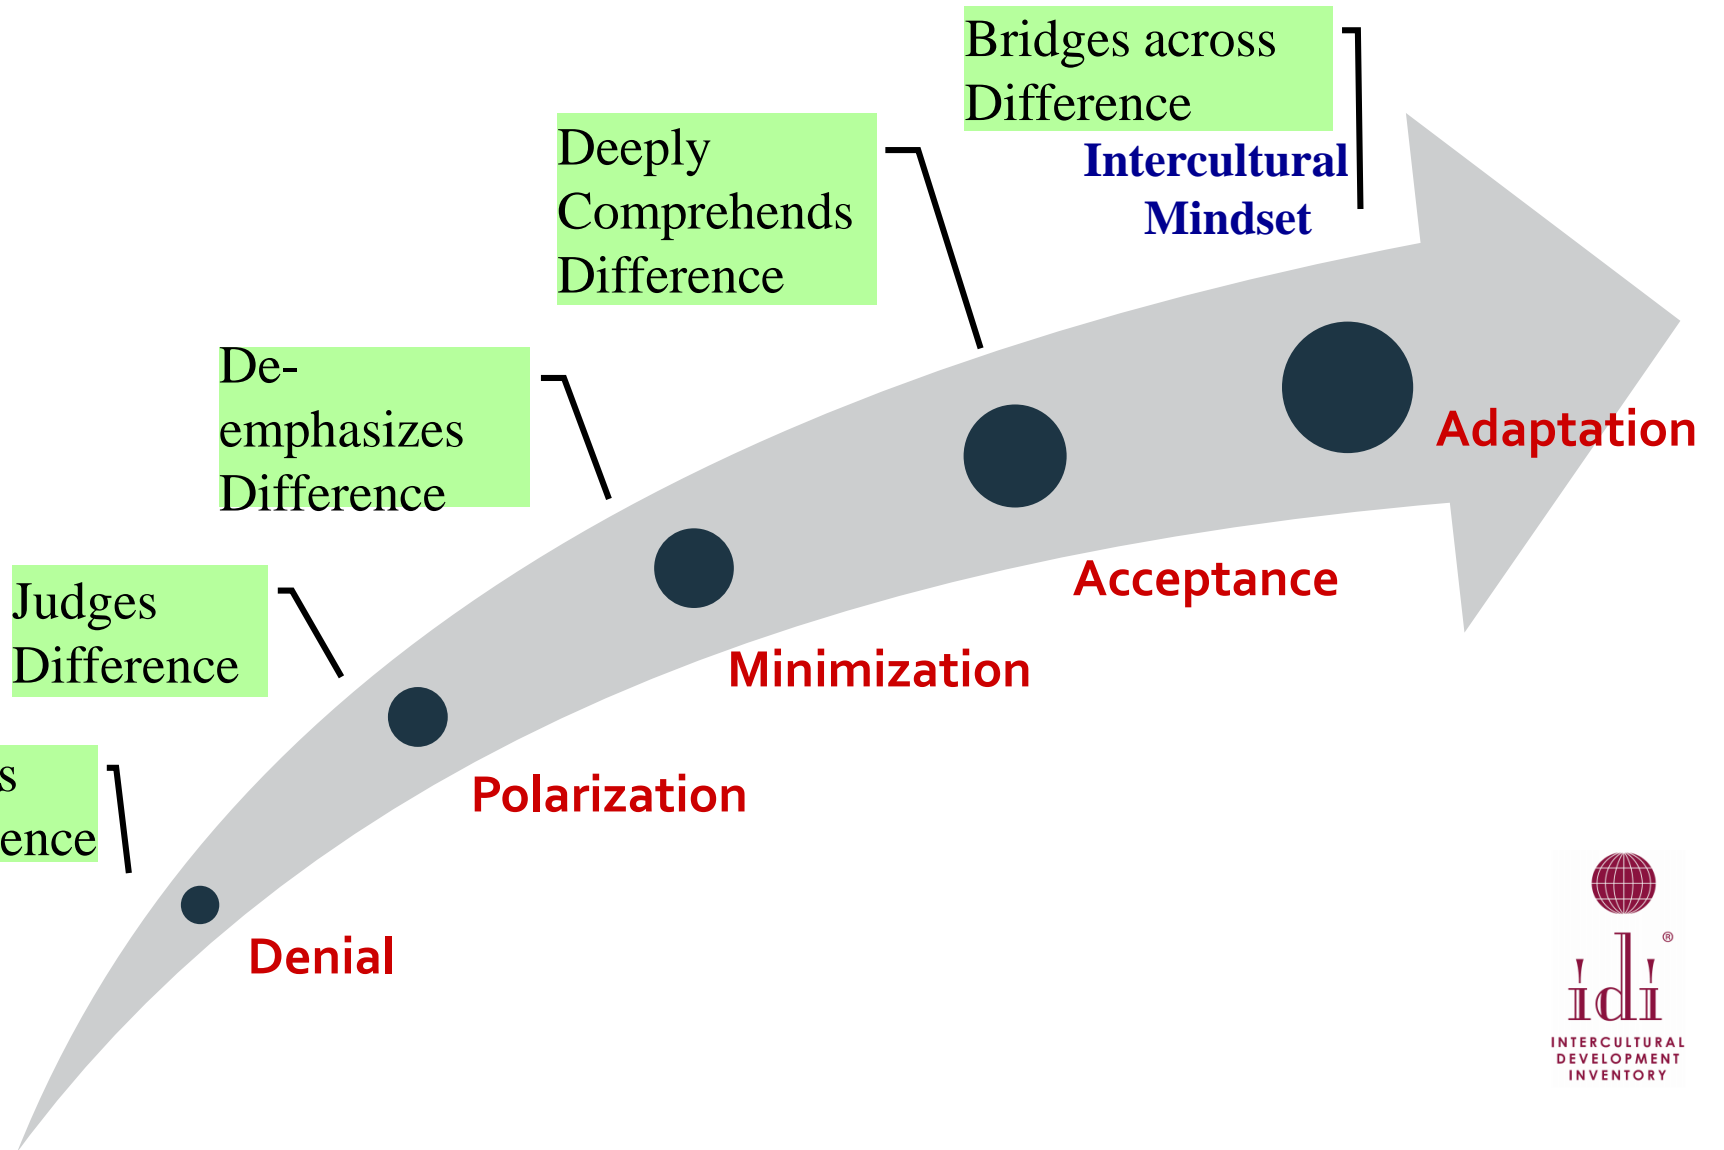 Bridges across
Difference
Intercultural
Mindset
Deeply
Comprehends
Difference
De-
emphasizes
Difference
Judges
Difference
Adaptation
Acceptance
Minimization
Polarization
Denial
idi®
INTERCULTURAL
DEVELOPMENT
INVENTORY